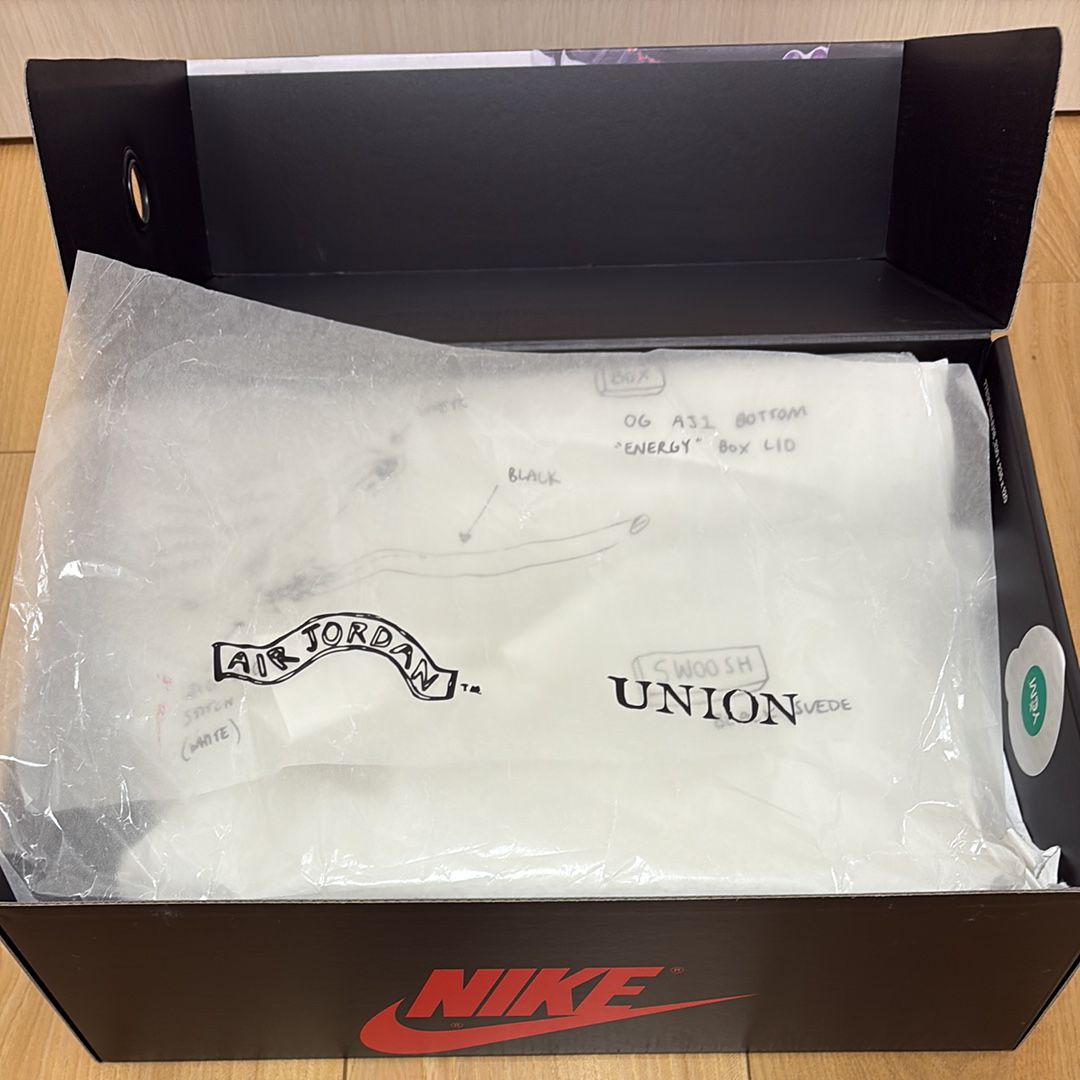 BOX
OG AJ1 BOTTOM
"ENERGY" BOX LID
BLACK
AIR JORDAN TM
SWOOSH
UNION
SUEDE
STITCH
(WHITE)
NIKE
®
®